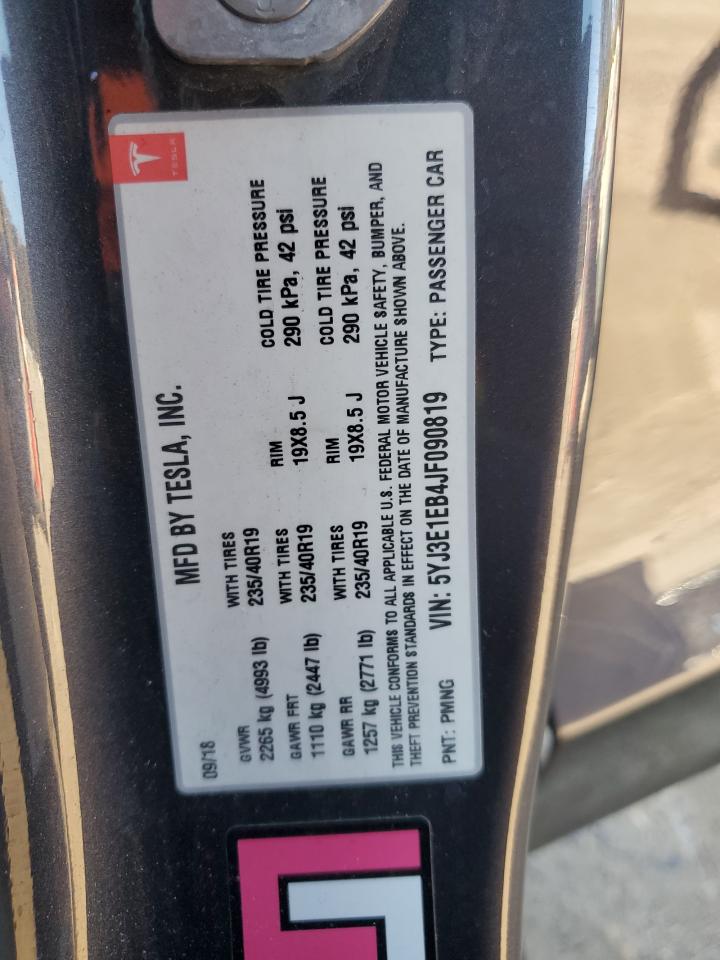 TESLA
MFD BY TESLA, INC.
09/18
GVWR WITH TIRES COLD TIRE PRESSURE
2265 kg (4993 lb) 235/40R19 290 kPa, 42 psi
GAWR FRT WITH TIRES RIM
1110 kg (2447 lb) 235/40R19 19X8.5 J
GAWR RR WITH TIRES RIM COLD TIRE PRESSURE
1257 kg (2771 lb) 235/40R19 19X8.5 J 290 kPa, 42 psi
THIS VEHICLE CONFORMS TO ALL APPLICABLE U.S. FEDERAL MOTOR VEHICLE SAFETY, BUMPER, AND
THEFT PREVENTION STANDARDS IN EFFECT ON THE DATE OF MANUFACTURE SHOWN ABOVE.
PNT: PMNG VIN: 5YJ3E1EB4JF090819 TYPE: PASSENGER CAR